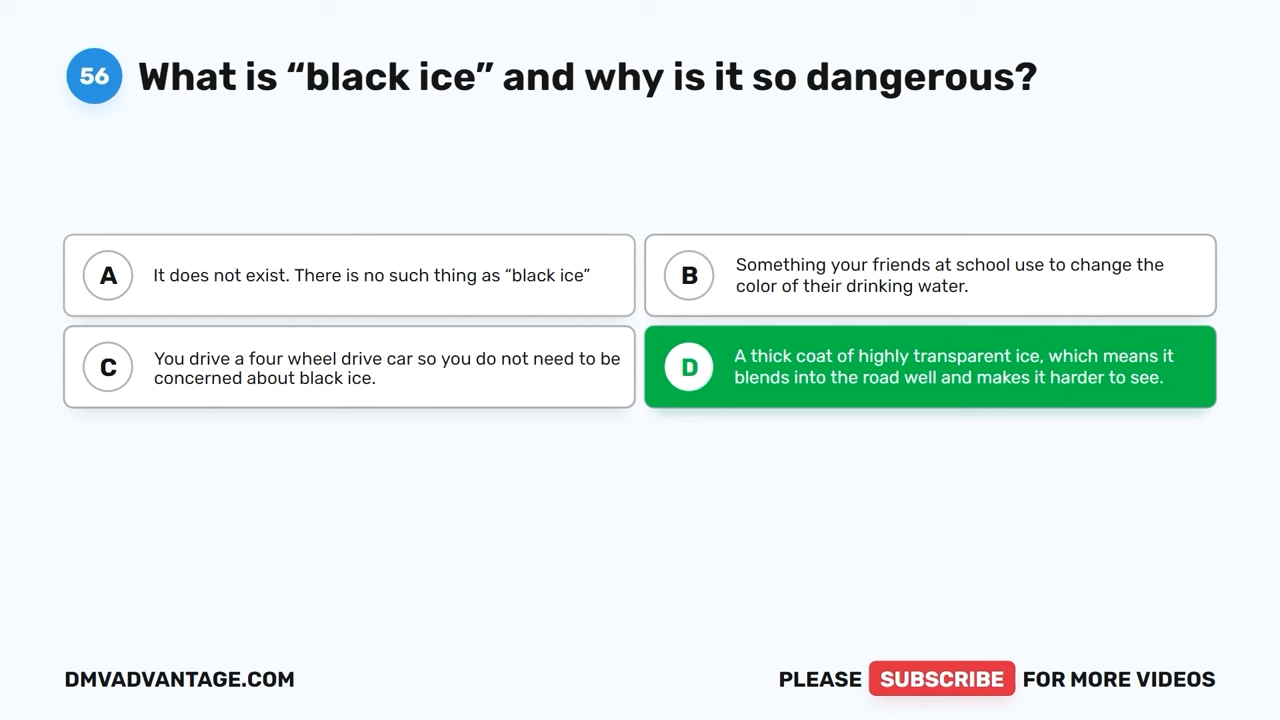 56 What is “black ice” and why is it so dangerous?
A It does not exist. There is no such thing as “black ice”
B Something your friends at school use to change the
color of their drinking water.
C You drive a four wheel drive car so you do not need to be
concerned about black ice.
D A thick coat of highly transparent ice, which means it
blends into the road well and makes it harder to see.
DMVADVANTAGE.COM
PLEASE SUBSCRIBE FOR MORE VIDEOS